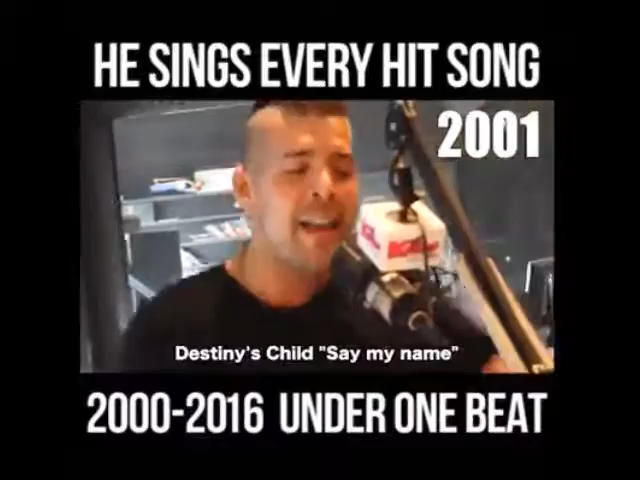 HE SINGS EVERY HIT SONG
2001
Destiny's Child "Say my name"
2000-2016 UNDER ONE BEAT